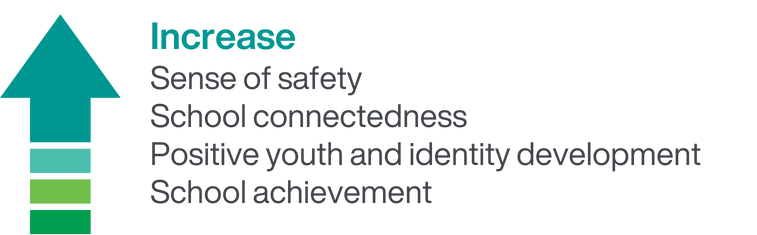 Increase
Sense of safety
School connectedness
Positive youth and identity development
School achievement